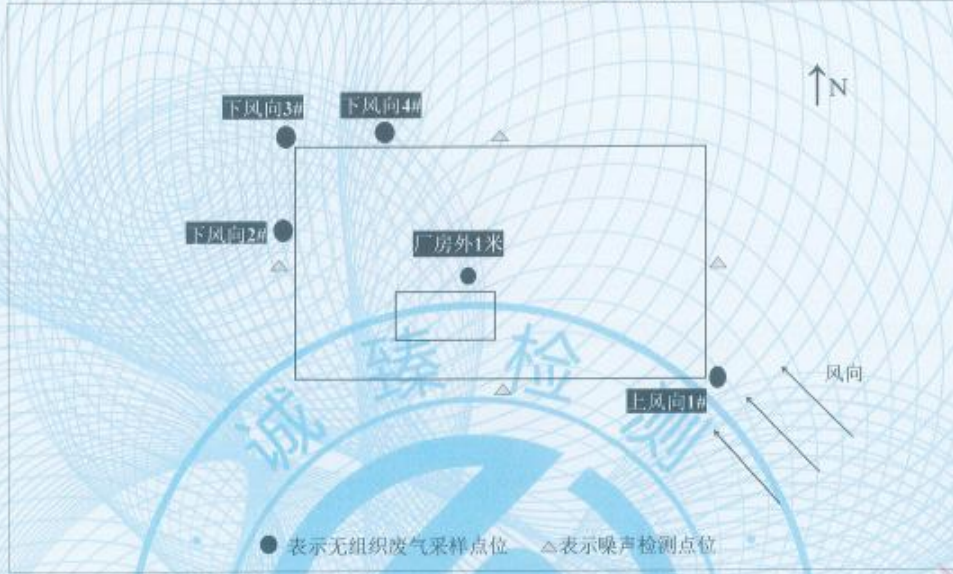 N
下风向3#
下风向4#
下风向2#
厂房外1米
风向
上风向1#
诚臻检测
表示无组织废气采样点位
表示噪声检测点位